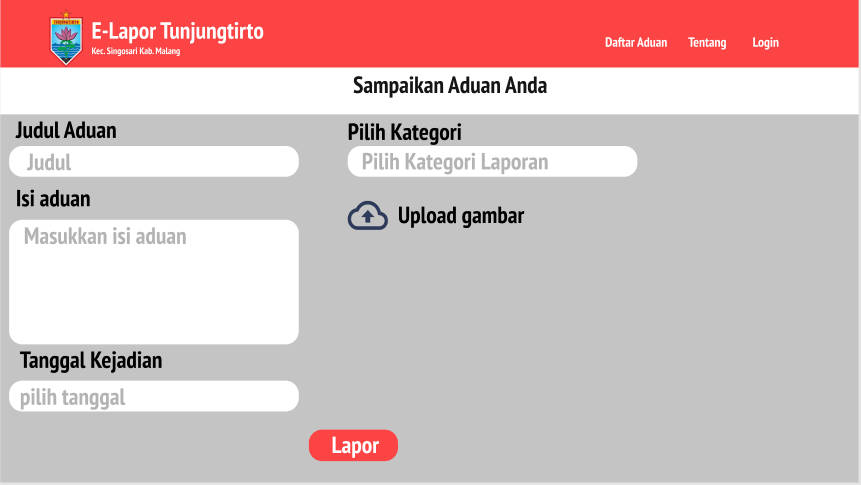 TUNJUNGTIRTO
E-Lapor Tunjungtirto
Kec. Singosari Kab. Malang
Daftar Aduan Tentang Login
Sampaikan Aduan Anda
Judul Aduan
Judul
Isi aduan
Masukkan isi aduan
Tanggal Kejadian
pilih tanggal
Pilih Kategori
Pilih Kategori Laporan
Upload gambar
Lapor